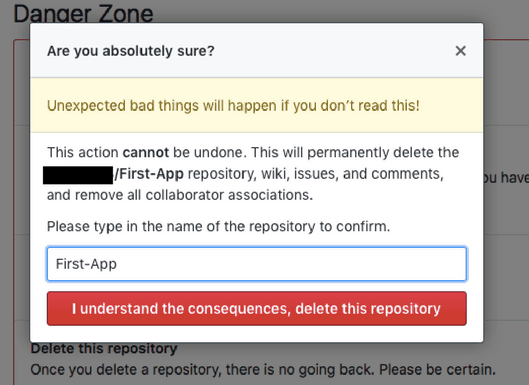 Danger Zone
Are you absolutely sure?
Unexpected bad things will happen if you don't read this!
This action cannot be undone. This will permanently delete the
/First-App repository, wiki, issues, and comments,
and remove all collaborator associations.
ou have
Please type in the name of the repository to confirm.
First-App
I understand the consequences, delete this repository
Delete this repository
Once you delete a repository, there is no going back. Please be certain.